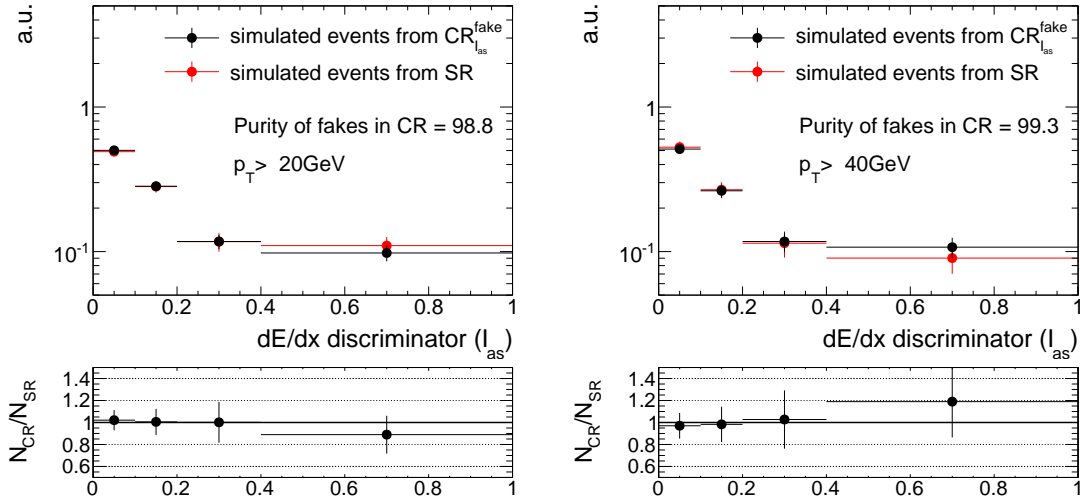 a.u.
simulated events from CR^fake_I_as
simulated events from SR
1
Purity of fakes in CR = 98.8
p_T> 20GeV
10^-1
0 0.2 0.4 0.6 0.8 1
dE/dx discriminator (I_as)
N_CR/N_SR
1.4
1.2
1
0.8
0.6
0 0.2 0.4 0.6 0.8 1
a.u.
simulated events from CR^fake_I_as
simulated events from SR
1
Purity of fakes in CR = 99.3
p_T> 40GeV
10^-1
0 0.2 0.4 0.6 0.8 1
dE/dx discriminator (I_as)
N_CR/N_SR
1.4
1.2
1
0.8
0.6
0 0.2 0.4 0.6 0.8 1